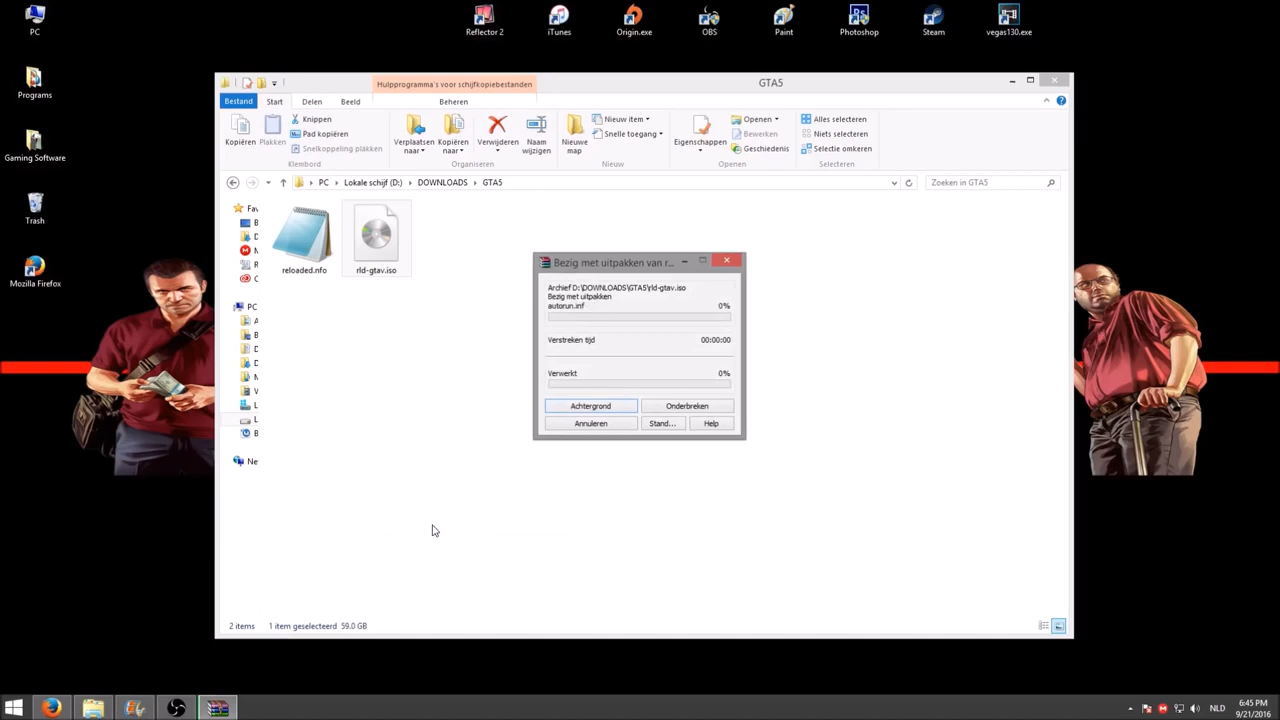 PC
Programs
Gaming Software
Trash
Mozilla Firefox
Reflector 2
iTunes
Origin.exe
OBS
Paint
Photoshop
Steam
vegas130.exe
Hulpprogramma's voor schijfkopiebestanden
GTA5
Bestand Start Delen Beeld Beheren
Kopiëren
Plakken
Knippen
Pad kopiëren
Snelkoppeling plakken
Klembord
Verplaatsen naar
Kopiëren naar
Verwijderen
Naam wijzigen
Organiseren
Nieuwe map
Nieuw item
Snelle toegang
Nieuw
Eigenschappen
Openen
Bewerken
Geschiedenis
Openen
Alles selecteren
Niets selecteren
Selectie omkeren
Selecteren
PC Lokale schijf (D:) DOWNLOADS GTA5
Zoeken in GTA5
Fav
PC
Ne
reloaded.nfo
rld-gtav.iso
Bezig met uitpakken van r...
Archief D:\DOWNLOADS\GTA5\rld-gtav.iso
Bezig met uitpakken
autorun.inf 0%
Verstreken tijd 00:00:00
Verwerkt 0%
Achtergrond Onderbreken
Annuleren Stand... Help
2 items 1 item geselecteerd 59.0 GB
NLD
6:45 PM
9/21/2016